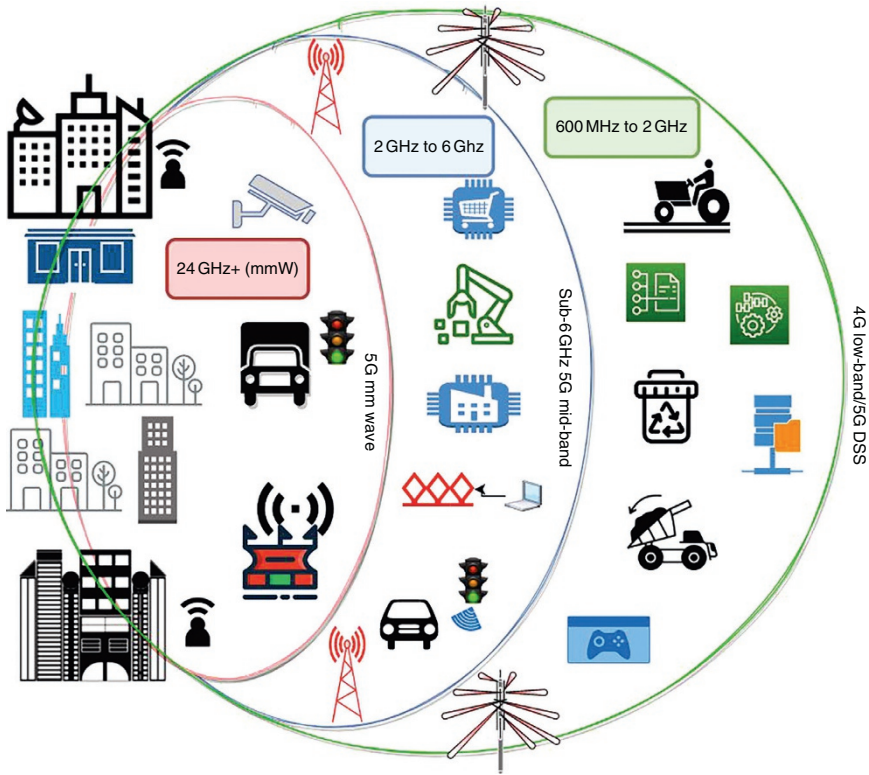 600 MHz to 2 GHz
2 GHz to 6 Ghz
24 GHz+ (mmW)
5G mm wave
Sub-6 GHz 5G mid-band
4G low-band/5G DSS